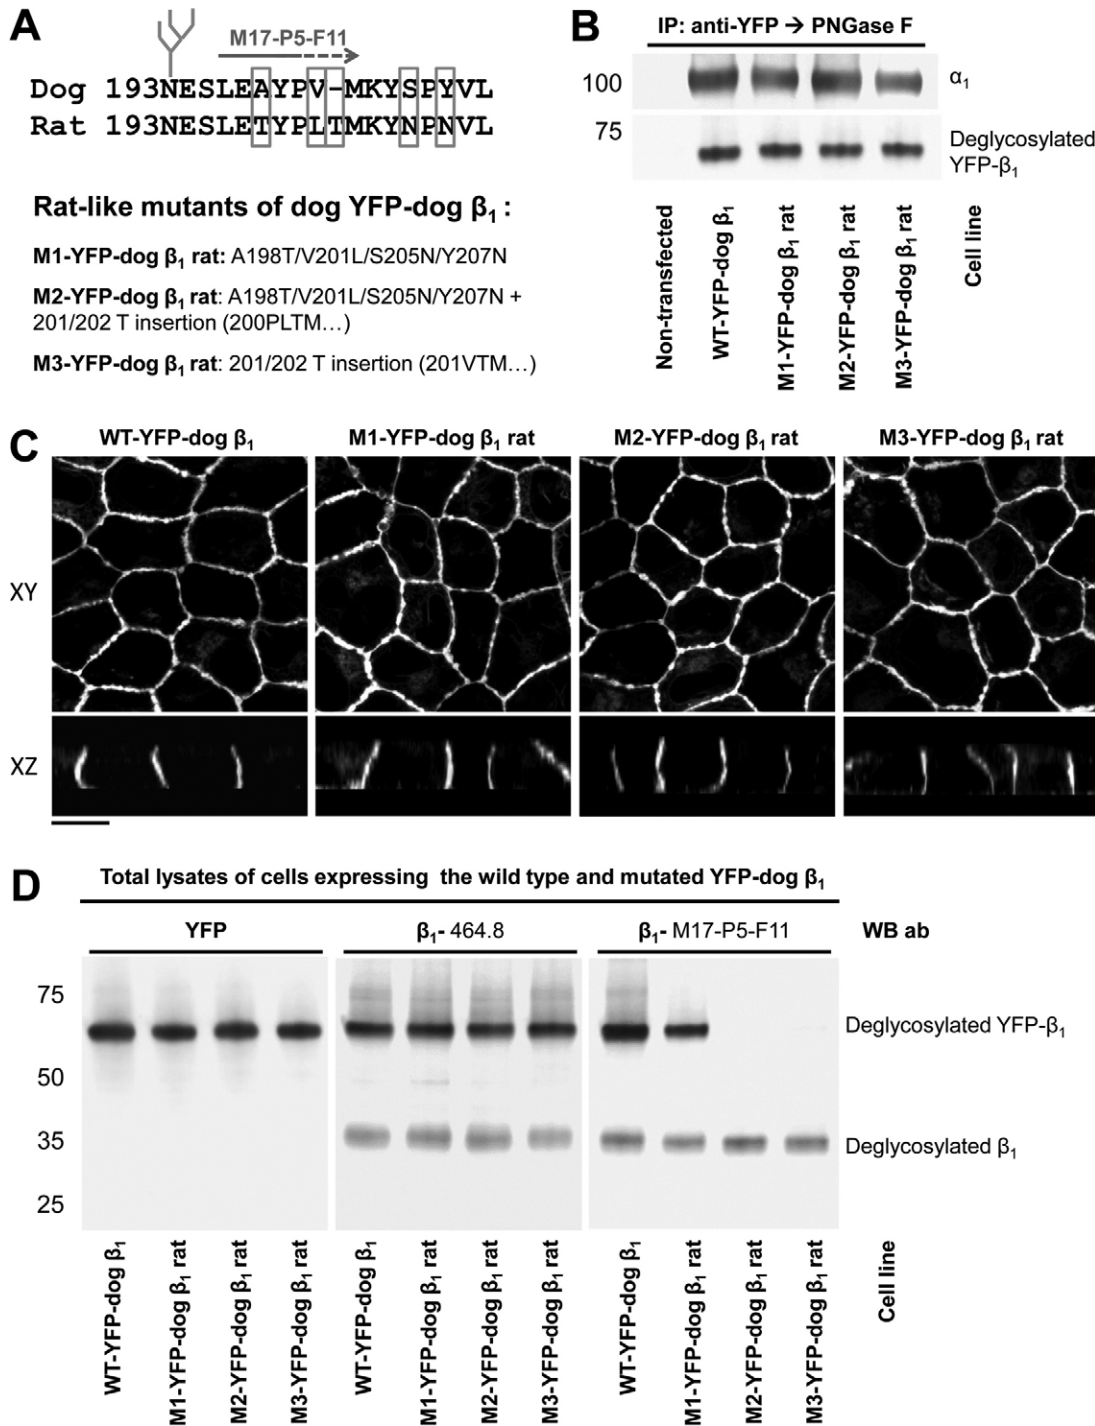 A
M17-P5-F11
Dog 193NESLEAYPV-MKYSPYVL
Rat 193NESLETYPLTMKYNPNVL
Rat-like mutants of dog YFP-dog β₁ :
M1-YFP-dog β₁ rat: A198T/V201L/S205N/Y207N
M2-YFP-dog β₁ rat: A198T/V201L/S205N/Y207N +
201/202 T insertion (200PLTM...)
M3-YFP-dog β₁ rat: 201/202 T insertion (201VTM...)
B
IP: anti-YFP → PNGase F
100
α₁
75
Deglycosylated
YFP-β₁
Non-transfected
WT-YFP-dog β₁
M1-YFP-dog β₁ rat
M2-YFP-dog β₁ rat
M3-YFP-dog β₁ rat
Cell line
C
WT-YFP-dog β₁
M1-YFP-dog β₁ rat
M2-YFP-dog β₁ rat
M3-YFP-dog β₁ rat
XY
XZ
D
Total lysates of cells expressing the wild type and mutated YFP-dog β₁
YFP
β₁- 464.8
β₁- M17-P5-F11
WB ab
75
Deglycosylated YFP-β₁
50
35
Deglycosylated β₁
25
WT-YFP-dog β₁
M1-YFP-dog β₁ rat
M2-YFP-dog β₁ rat
M3-YFP-dog β₁ rat
WT-YFP-dog β₁
M1-YFP-dog β₁ rat
M2-YFP-dog β₁ rat
M3-YFP-dog β₁ rat
WT-YFP-dog β₁
M1-YFP-dog β₁ rat
M2-YFP-dog β₁ rat
M3-YFP-dog β₁ rat
Cell line